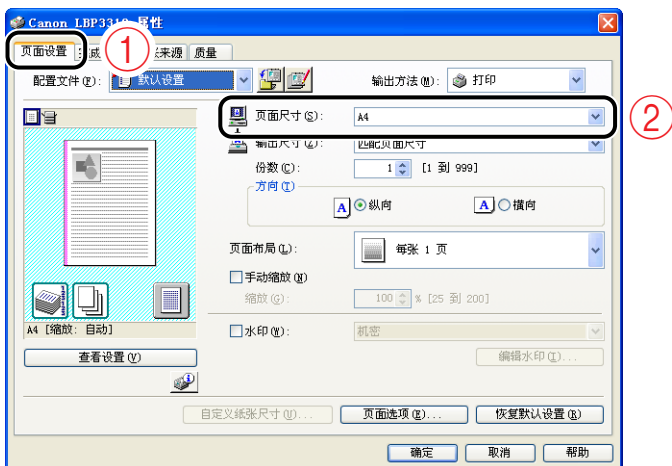 Canon LBP3310 属性
页面设置 成 来源 质量
①
配置文件(F): 默认设置 输出方法(M): 打印
页面尺寸(S): A4
②
输出尺寸(Z): 匹配页面尺寸
份数(C): 1 [1 到 999]
方向(T)
A 纵向 A 横向
页面布局(L): 每张 1 页
手动缩放(N)
缩放(G): 100 % [25 到 200]
A4 [缩放: 自动]
水印(W): 机密
查看设置(V) 编辑水印(I)...
自定义纸张尺寸(U)... 页面选项(E)... 恢复默认设置(R)
确定 取消 帮助